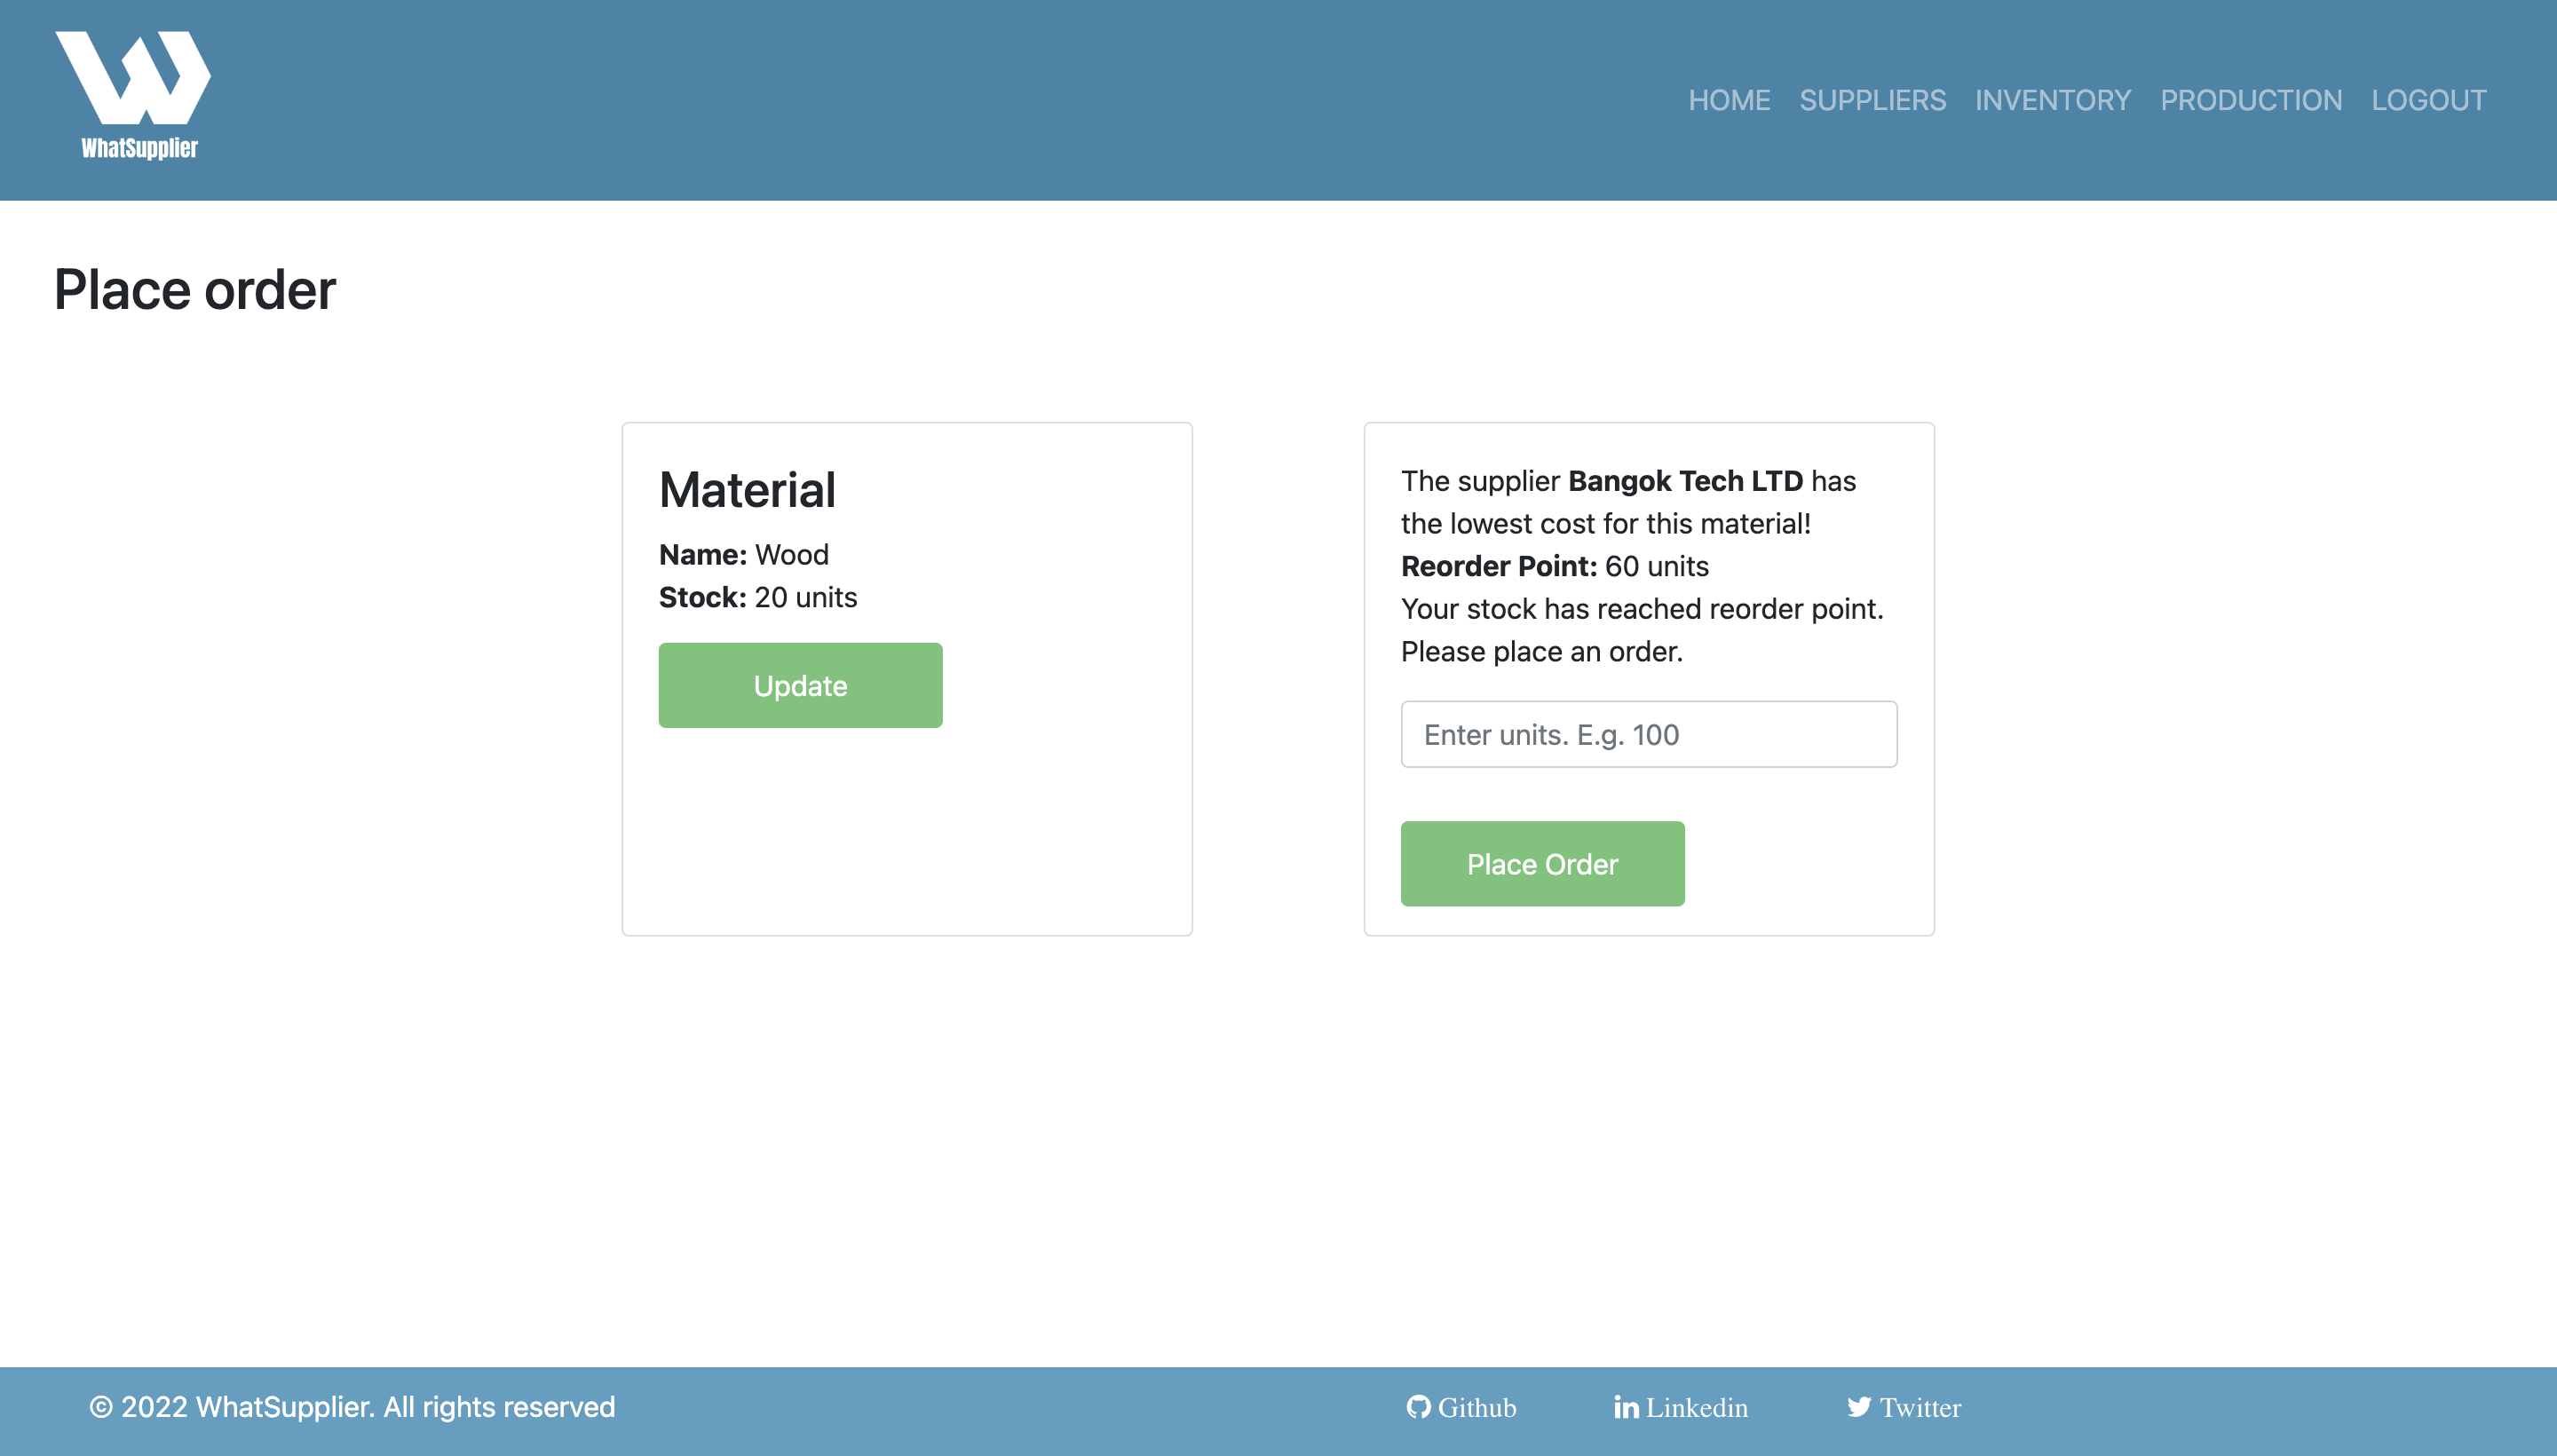 WhatSupplier
HOME SUPPLIERS INVENTORY PRODUCTION LOGOUT
Place order
Material
Name: Wood
Stock: 20 units
Update
The supplier Bangok Tech LTD has
the lowest cost for this material!
Reorder Point: 60 units
Your stock has reached reorder point.
Please place an order.
Enter units. E.g. 100
Place Order
© 2022 WhatSupplier. All rights reserved
Github Linkedin Twitter